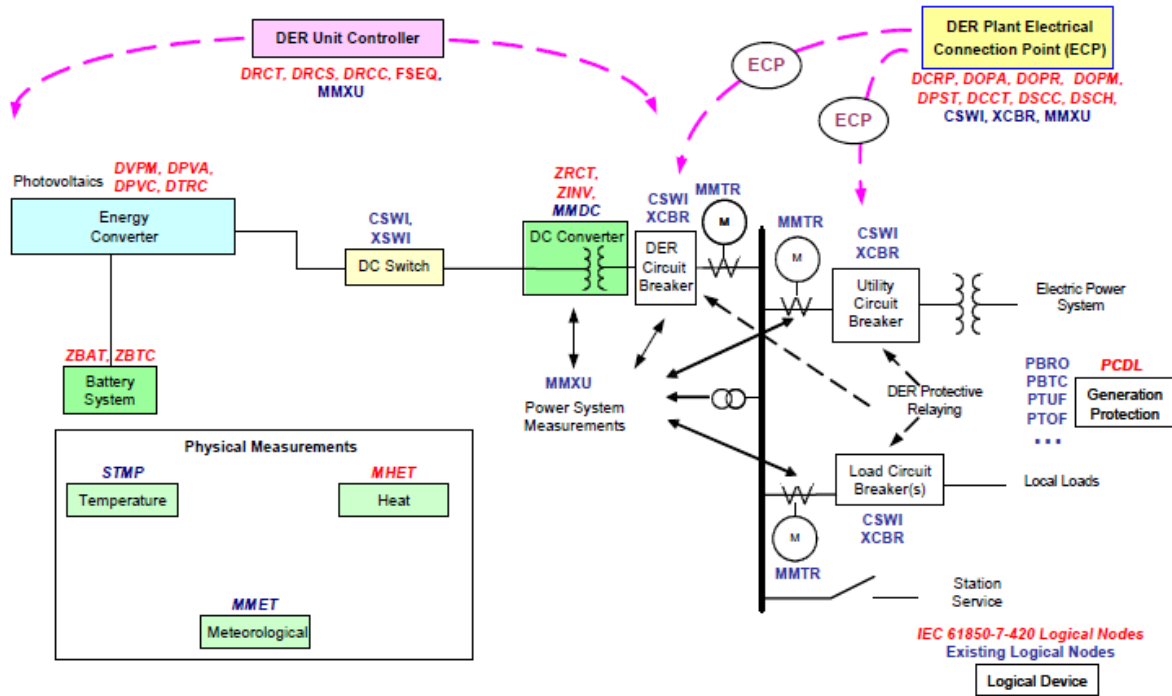 DER Unit Controller
DRCT, DRCS, DRCC, FSEQ,
MMXU
ECP
ECP
DER Plant Electrical
Connection Point (ECP)
DCRP, DOPA, DOPR, DOPM,
DPST, DCCT, DSCC, DSCH,
CSWI, XCBR, MMXU
Photovoltaics
DVPM, DPVA,
DPVC, DTRC
Energy
Converter
CSWI,
XSWI
DC Switch
ZRCT,
ZINV,
MMDC
DC Converter
CSWI
XCBR
DER
Circuit
Breaker
MMTR
M
MMTR
M
CSWI
XCBR
Utility
Circuit
Breaker
Electric Power
System
ZBAT, ZBTC
Battery
System
MMXU
Power System
Measurements
DER Protective
Relaying
PBRO
PBTC
PTUF
PTOF
...
PCDL
Generation
Protection
Physical Measurements
STMP
Temperature
MHET
Heat
MMET
Meteorological
Load Circuit
Breaker(s)
CSWI
XCBR
Local Loads
M
MMTR
Station
Service
IEC 61850-7-420 Logical Nodes
Existing Logical Nodes
Logical Device